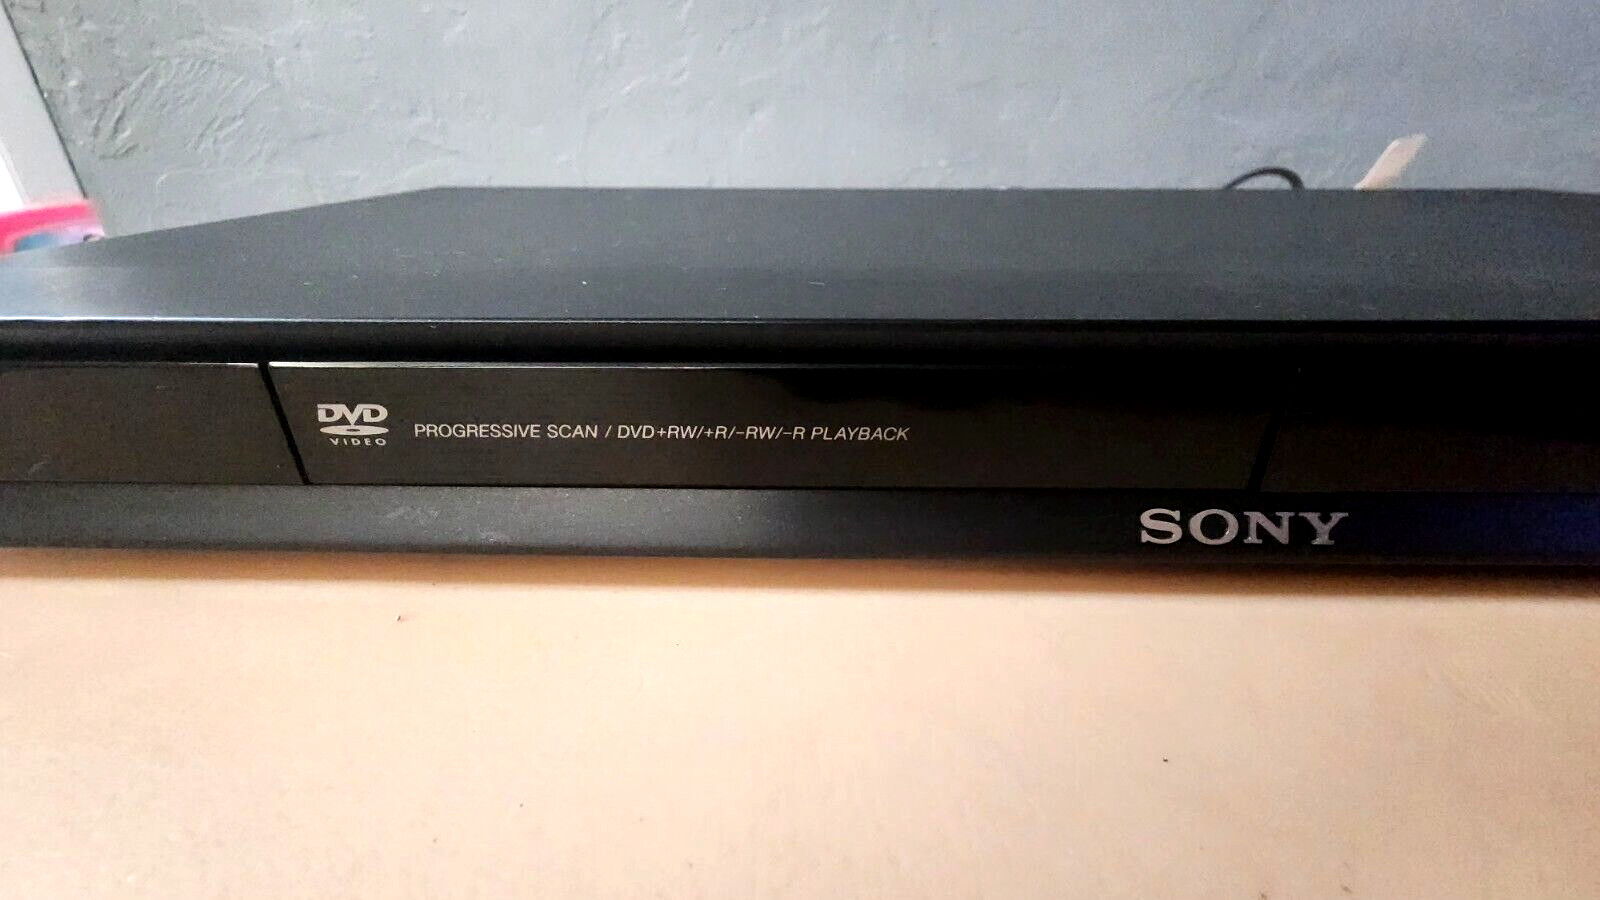 DVD
VIDEO
PROGRESSIVE SCAN / DVD+RW/+R/-RW/-R PLAYBACK
SONY